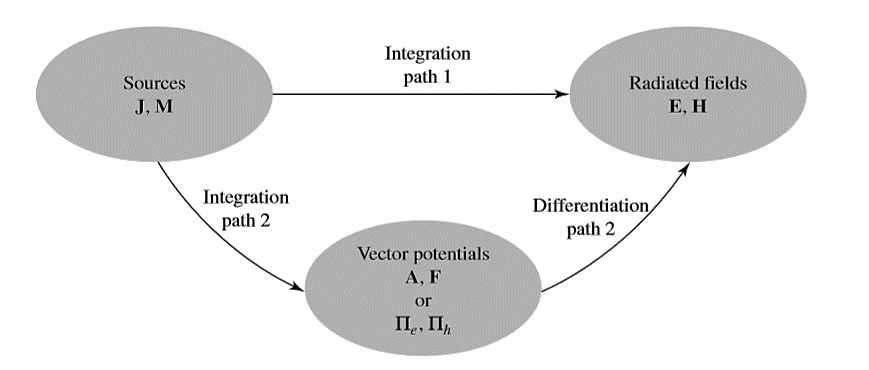 Integration
path 1
Sources
J, M
Radiated fields
E, H
Integration
path 2
Differentiation
path 2
Vector potentials
A, F
or
Πe, Πh